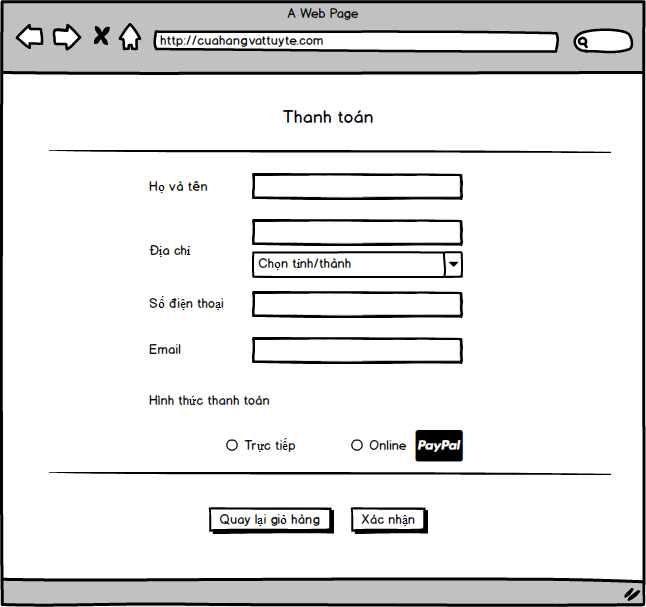 A Web Page
http://cuahangvattuyte.com
Thanh toán
Họ và tên
Địa chỉ
Chọn tỉnh/thành
Số điện thoại
Email
Hình thức thanh toán
Trực tiếp
Online PayPal
Quay lại giỏ hàng
Xác nhận